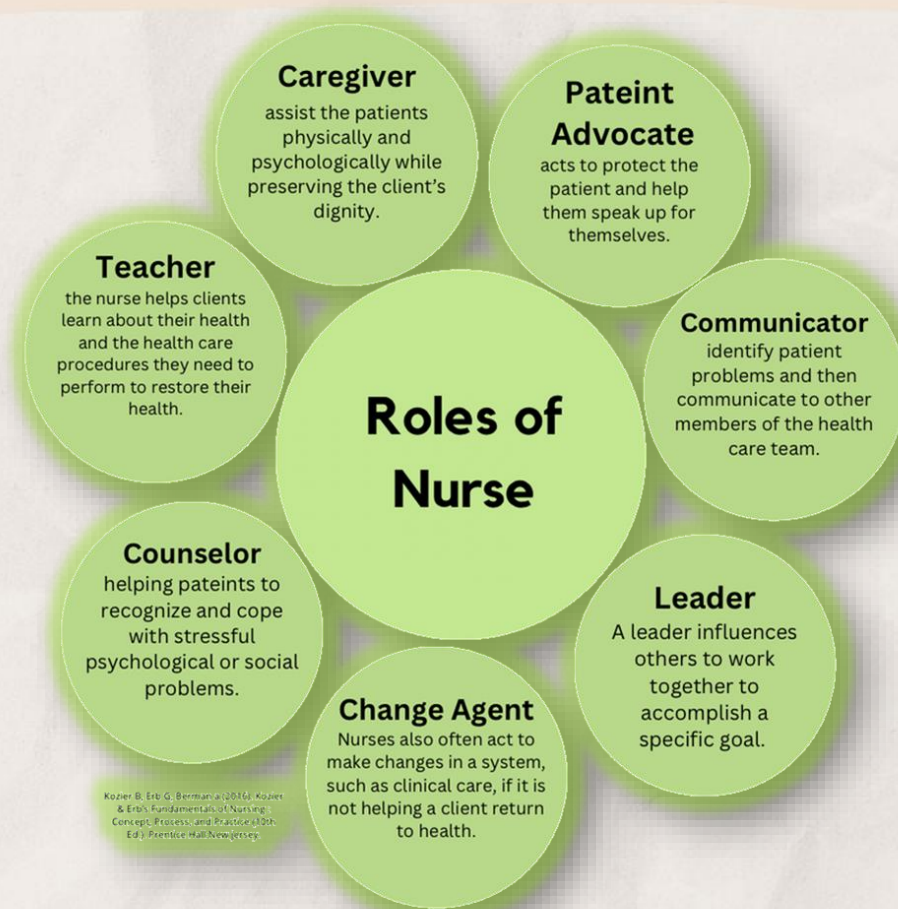 Caregiver
assist the patients
physically and
psychologically while
preserving the client's
dignity.
Pateint
Advocate
acts to protect the
patient and help
them speak up for
themselves.
Teacher
the nurse helps clients
learn about their health
and the health care
procedures they need to
perform to restore their
health.
Communicator
identify patient
problems and then
communicate to other
members of the health
care team.
Roles of
Nurse
Counselor
helping pateints to
recognize and cope
with stressful
psychological or social
problems.
Leader
A leader influences
others to work
together to
accomplish a
specific goal.
Change Agent
Nurses also often act to
make changes in a system,
such as clinical care, if it is
not helping a client return
to health.
Kozier B, Erb G, Berman a.(2016). Kozier
& Erb's Fundamentals of Nursing :
Concept, Process, and Practice (10th
Ed.). Prentice Hall New jersey.